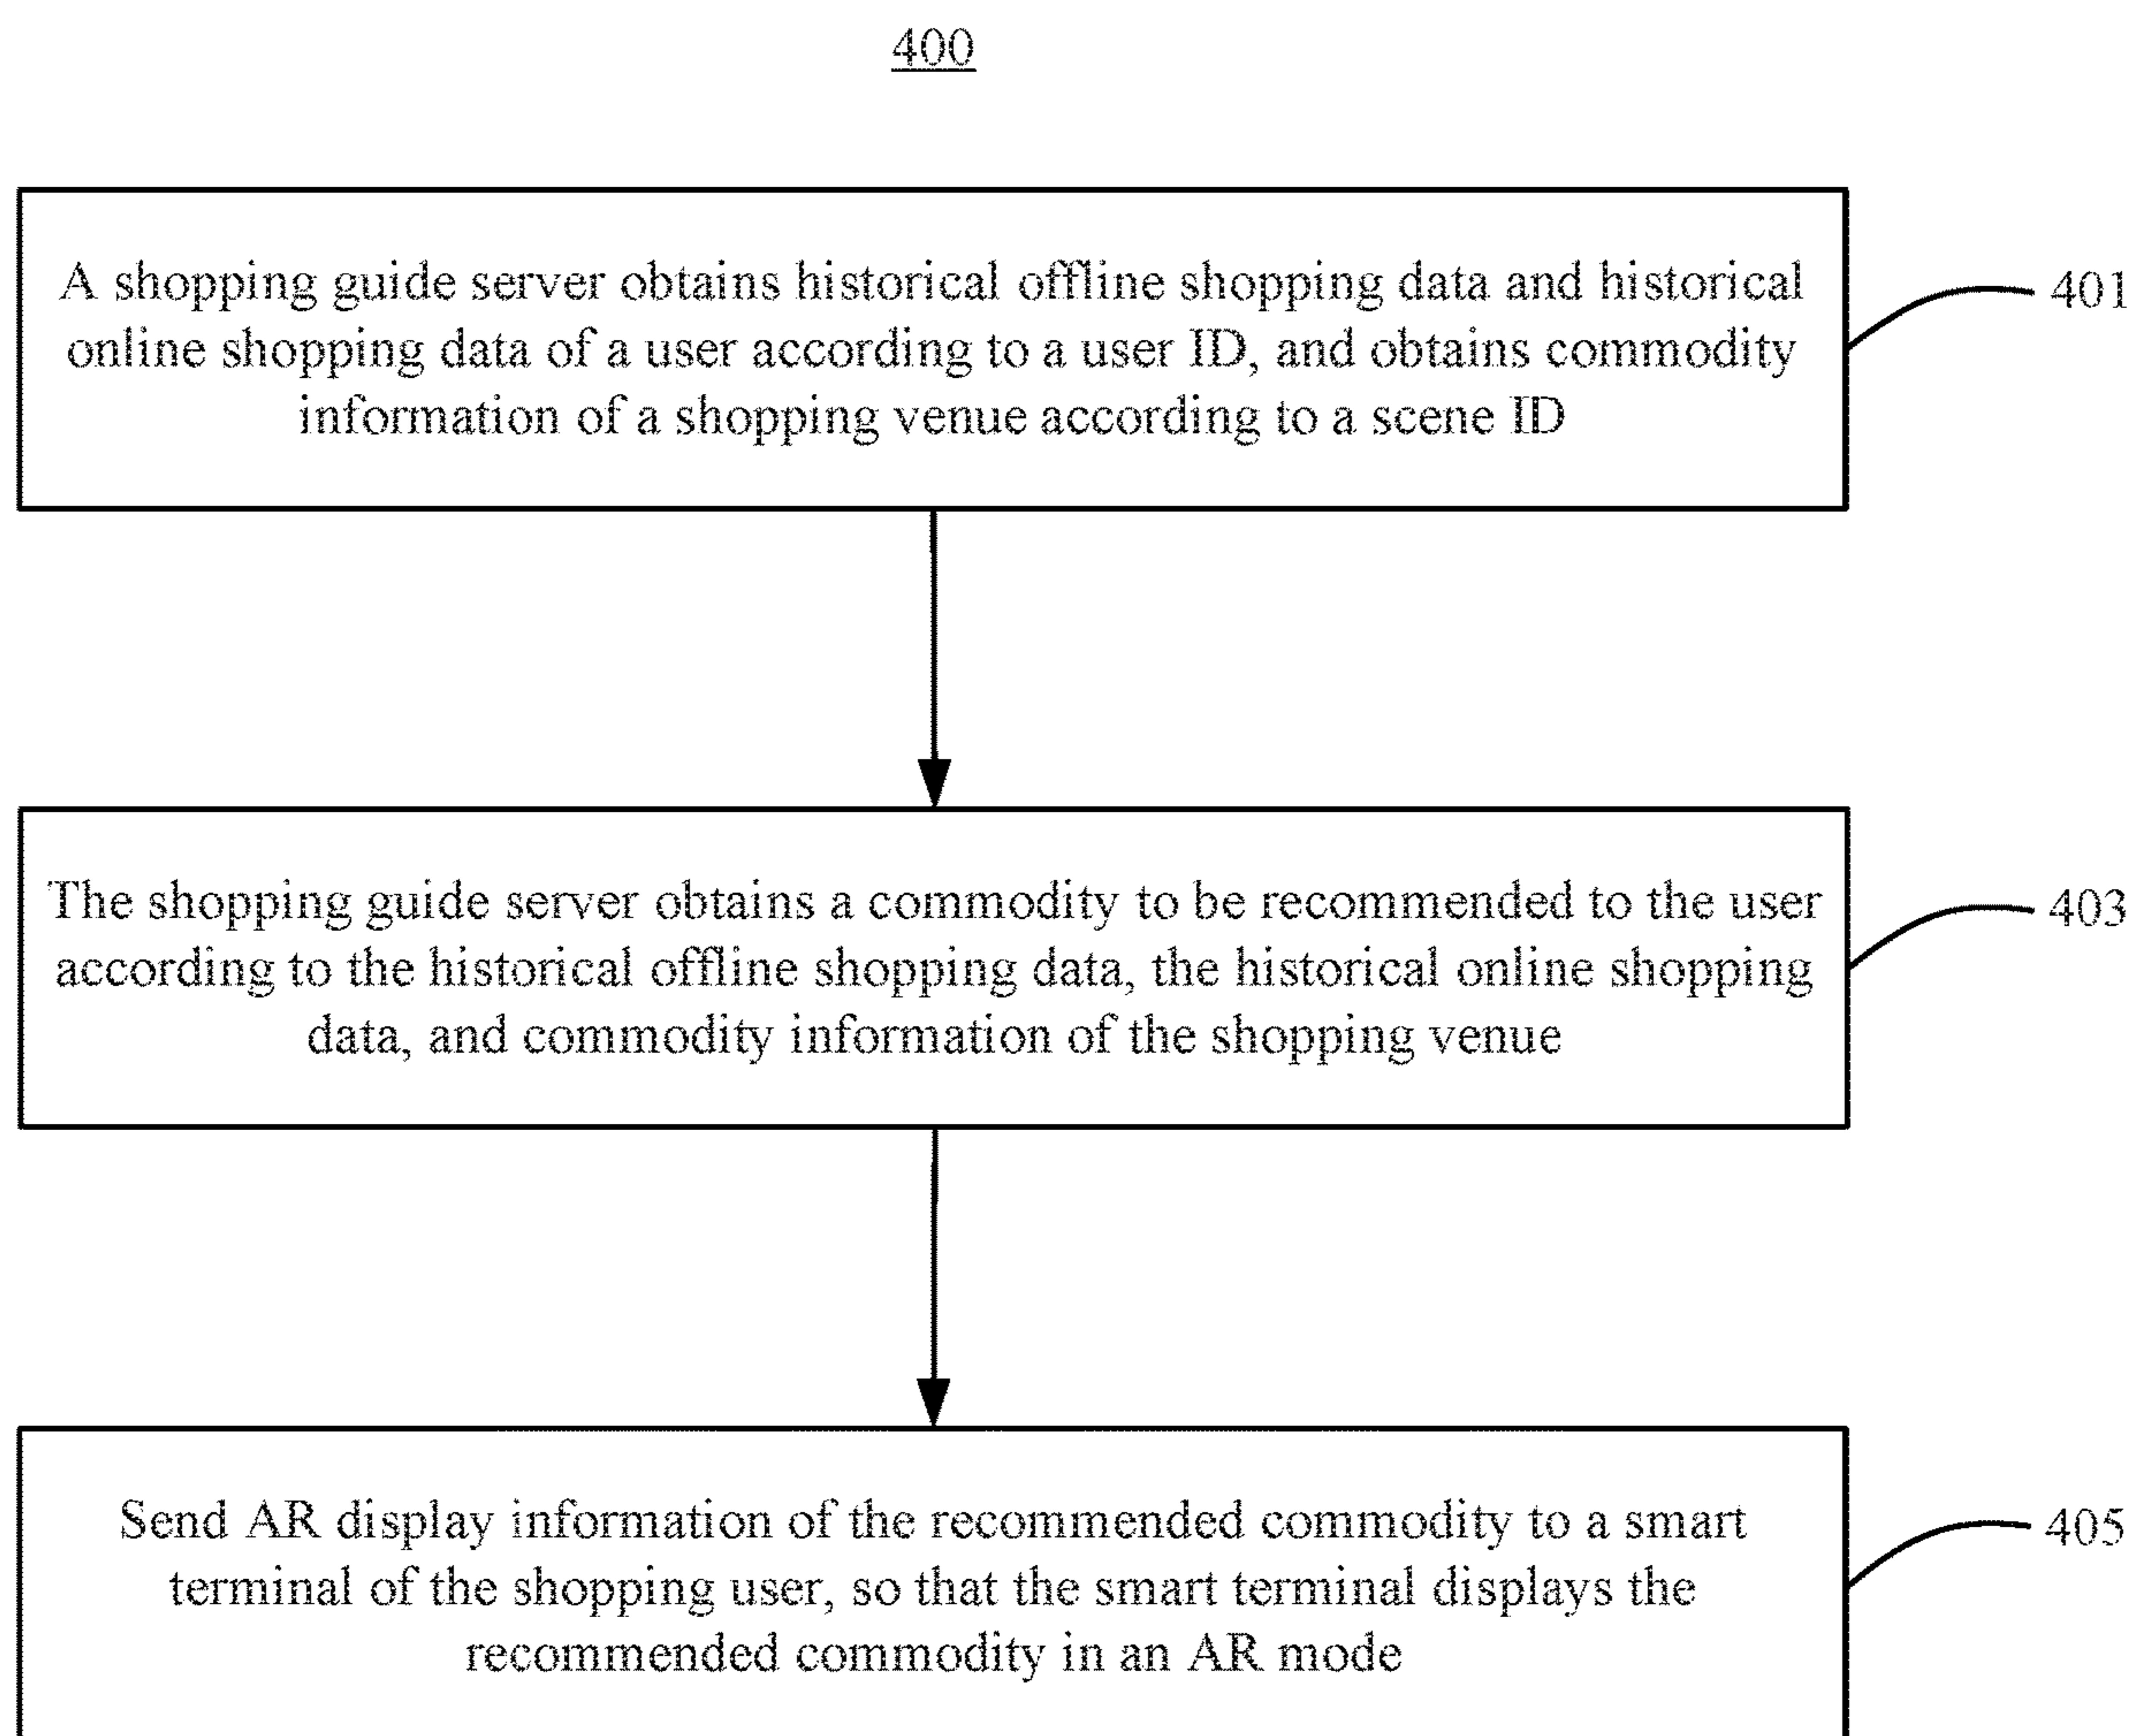 400
A shopping guide server obtains historical offline shopping data and historical
online shopping data of a user according to a user ID, and obtains commodity
information of a shopping venue according to a scene ID
401
The shopping guide server obtains a commodity to be recommended to the user
according to the historical offline shopping data, the historical online shopping
data, and commodity information of the shopping venue
403
Send AR display information of the recommended commodity to a smart
terminal of the shopping user, so that the smart terminal displays the
recommended commodity in an AR mode
405